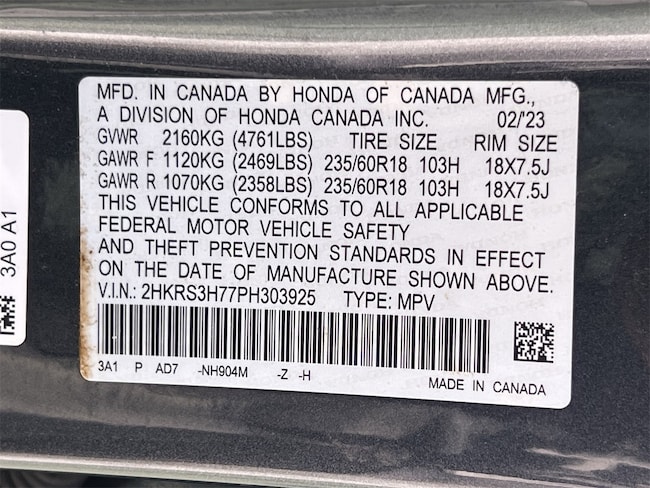 MFD. IN CANADA BY HONDA OF CANADA MFG.,
A DIVISION OF HONDA CANADA INC. 02/'23
GVWR 2160KG (4761LBS) TIRE SIZE RIM SIZE
GAWR F 1120KG (2469LBS) 235/60R18 103H 18X7.5J
GAWR R 1070KG (2358LBS) 235/60R18 103H 18X7.5J
THIS VEHICLE CONFORMS TO ALL APPLICABLE
FEDERAL MOTOR VEHICLE SAFETY
AND THEFT PREVENTION STANDARDS IN EFFECT
ON THE DATE OF MANUFACTURE SHOWN ABOVE.
V.I.N.: 2HKRS3H77PH303925 TYPE: MPV
3A1 P AD7 -NH904M -Z -H
MADE IN CANADA
3A0 A1